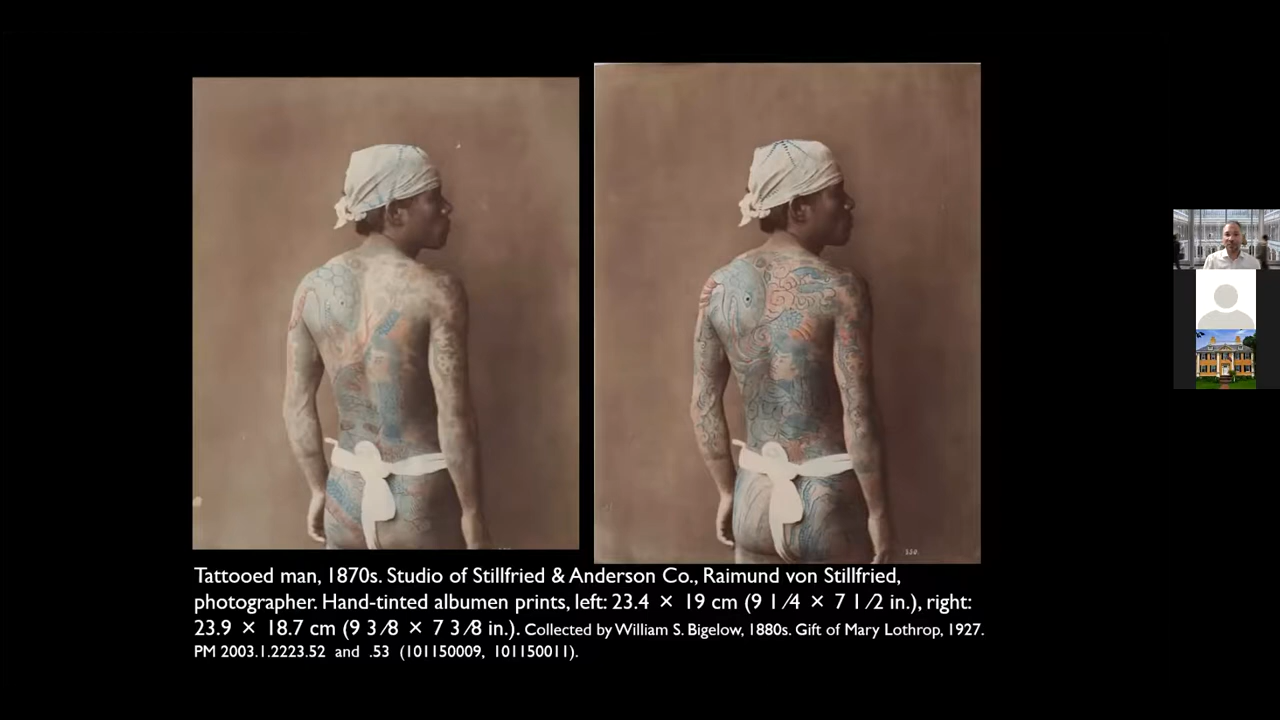 Tattooed man, 1870s. Studio of Stillfried & Anderson Co., Raimund von Stillfried,
photographer. Hand-tinted albumen prints, left: 23.4 × 19 cm (9 1/4 × 7 1/2 in.), right:
23.9 × 18.7 cm (9 3/8 × 7 3/8 in.). Collected by William S. Bigelow, 1880s. Gift of Mary Lothrop, 1927.
PM 2003.1.2223.52 and .53 (101150009, 101150011).